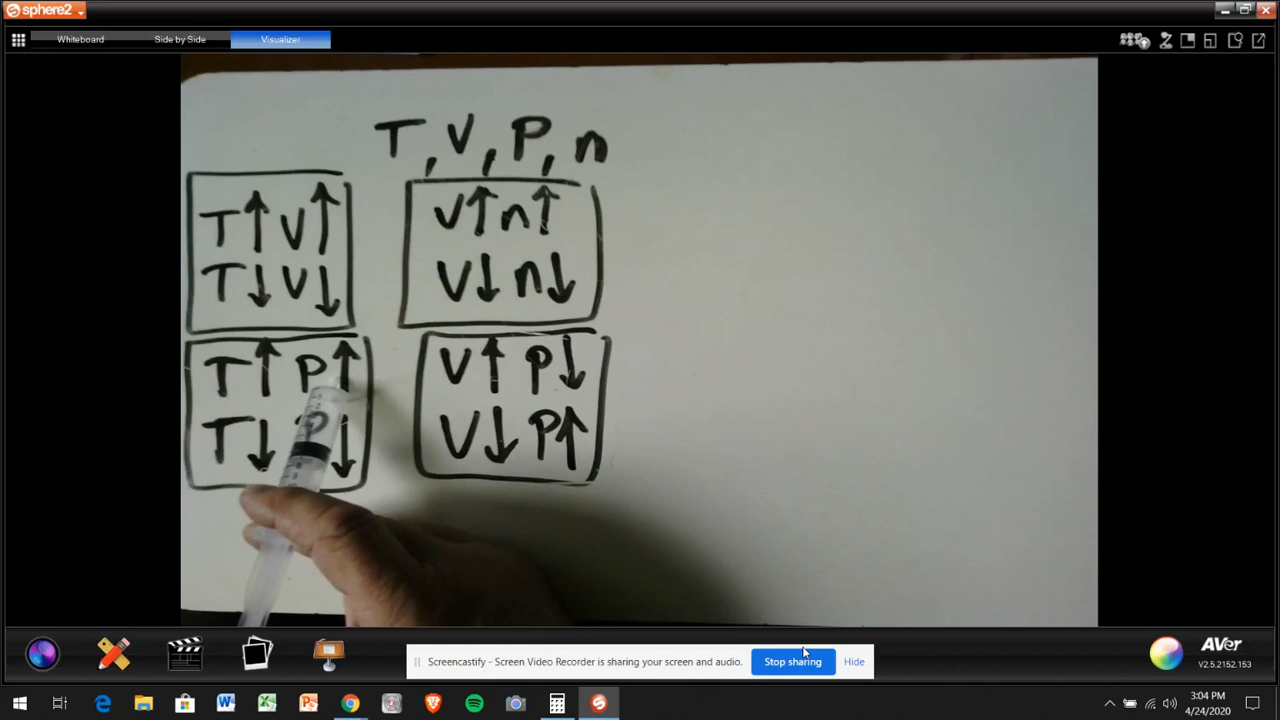 sphere2
Whiteboard
Side by Side
Visualizer
T, V, P, n
T↑ V↑
T↓ V↓
V↑ n↑
V↓ n↓
T↑ P↑
T↓ P↓
V↑ P↓
V↓ P↑
Screencastify - Screen Video Recorder is sharing your screen and audio.
Stop sharing
Hide
AVer
V2.5.2152.153
3:04 PM
4/24/2020